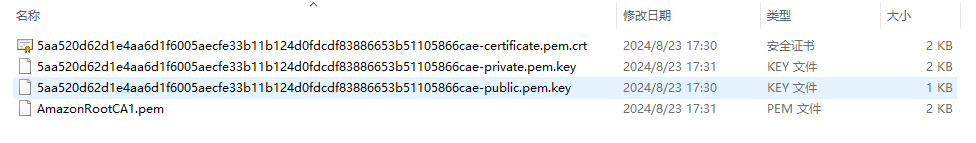 名称 修改日期 类型 大小
5aa520d62d1e4aa6d1f6005aecfe33b11b124d0fdcdf83886653b51105866cae-certificate.pem.crt 2024/8/23 17:30 安全证书 2 KB
5aa520d62d1e4aa6d1f6005aecfe33b11b124d0fdcdf83886653b51105866cae-private.pem.key 2024/8/23 17:31 KEY 文件 2 KB
5aa520d62d1e4aa6d1f6005aecfe33b11b124d0fdcdf83886653b51105866cae-public.pem.key 2024/8/23 17:30 KEY 文件 1 KB
AmazonRootCA1.pem 2024/8/23 17:31 PEM 文件 2 KB